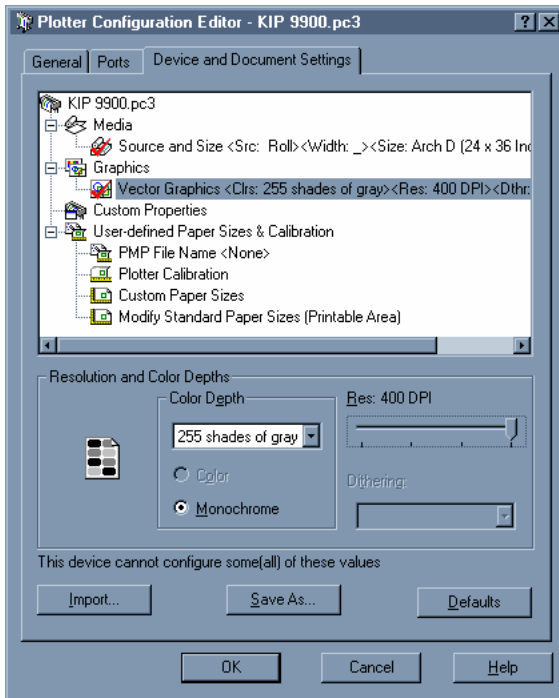 Plotter Configuration Editor - KIP 9900.pc3
General Ports Device and Document Settings
KIP 9900.pc3
Media
Source and Size <Src: Roll><Width: _><Size: Arch D (24 x 36 Inc
Graphics
Vector Graphics <Clrs: 255 shades of gray><Res: 400 DPI><Dthr:
Custom Properties
User-defined Paper Sizes & Calibration
PMP File Name <None>
Plotter Calibration
Custom Paper Sizes
Modify Standard Paper Sizes (Printable Area)
Resolution and Color Depths
Color Depth
Res: 400 DPI
255 shades of gray
Color
Dithering:
Monochrome
This device cannot configure some(all) of these values
Import... Save As... Defaults
OK Cancel Help